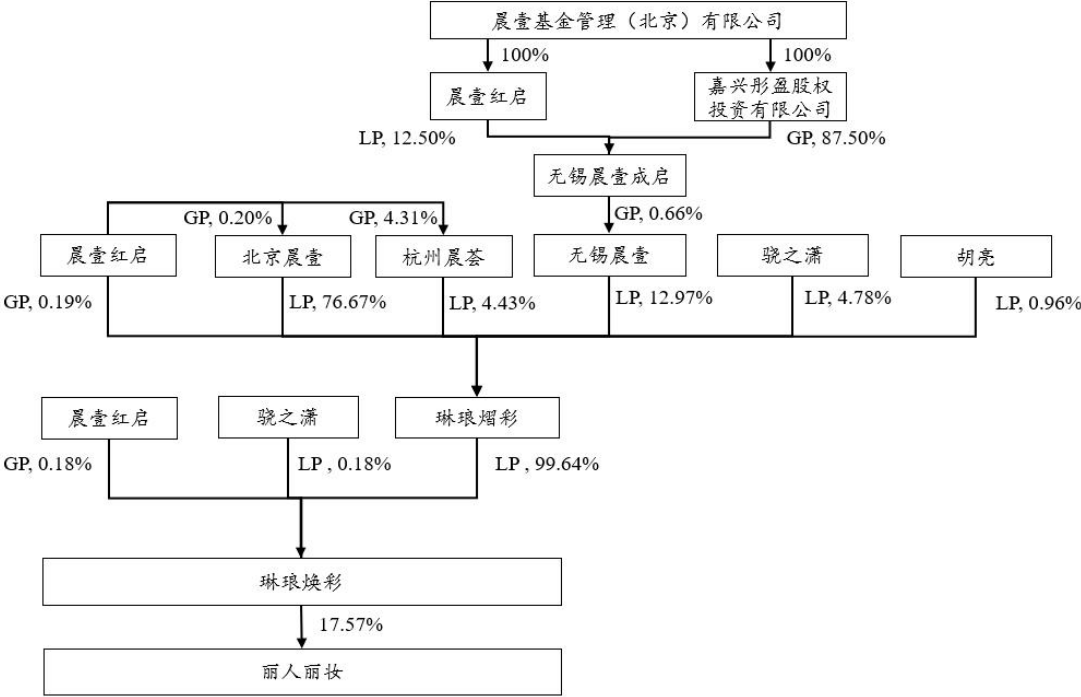 晨壹基金管理（北京）有限公司
100%
100%
晨壹红启
嘉兴彤盈股权
投资有限公司
LP, 12.50%
GP, 87.50%
无锡晨壹成启
GP, 0.20%
GP, 4.31%
GP, 0.66%
晨壹红启
北京晨壹
杭州晨荟
无锡晨壹
骁之潇
胡亮
GP, 0.19%
LP, 76.67%
LP, 4.43%
LP, 12.97%
LP, 4.78%
LP, 0.96%
晨壹红启
骁之潇
琳琅熠彩
GP, 0.18%
LP , 0.18%
LP , 99.64%
琳琅焕彩
17.57%
丽人丽妆